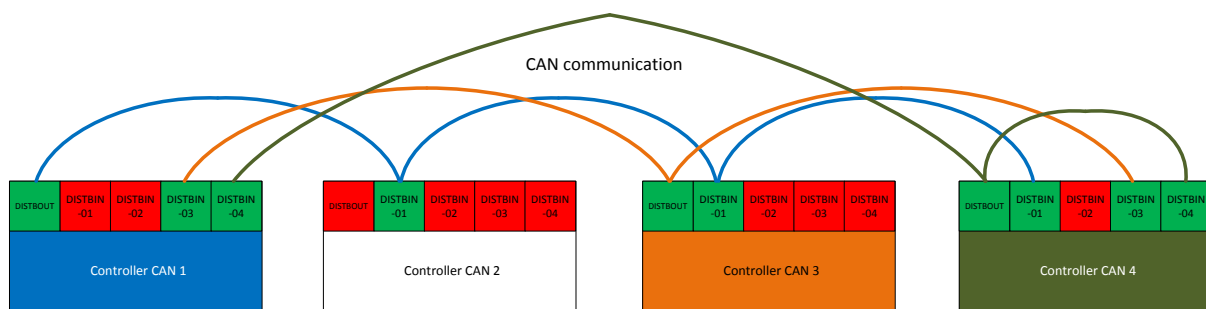 CAN communication
DISTBOUT
DISTBIN
-01
DISTBIN
-02
DISTBIN
-03
DISTBIN
-04
DISTBOUT
DISTBIN
-01
DISTBIN
-02
DISTBIN
-03
DISTBIN
-04
DISTBOUT
DISTBIN
-01
DISTBIN
-02
DISTBIN
-03
DISTBIN
-04
DISTBOUT
DISTBIN
-01
DISTBIN
-02
DISTBIN
-03
DISTBIN
-04
Controller CAN 1
Controller CAN 2
Controller CAN 3
Controller CAN 4